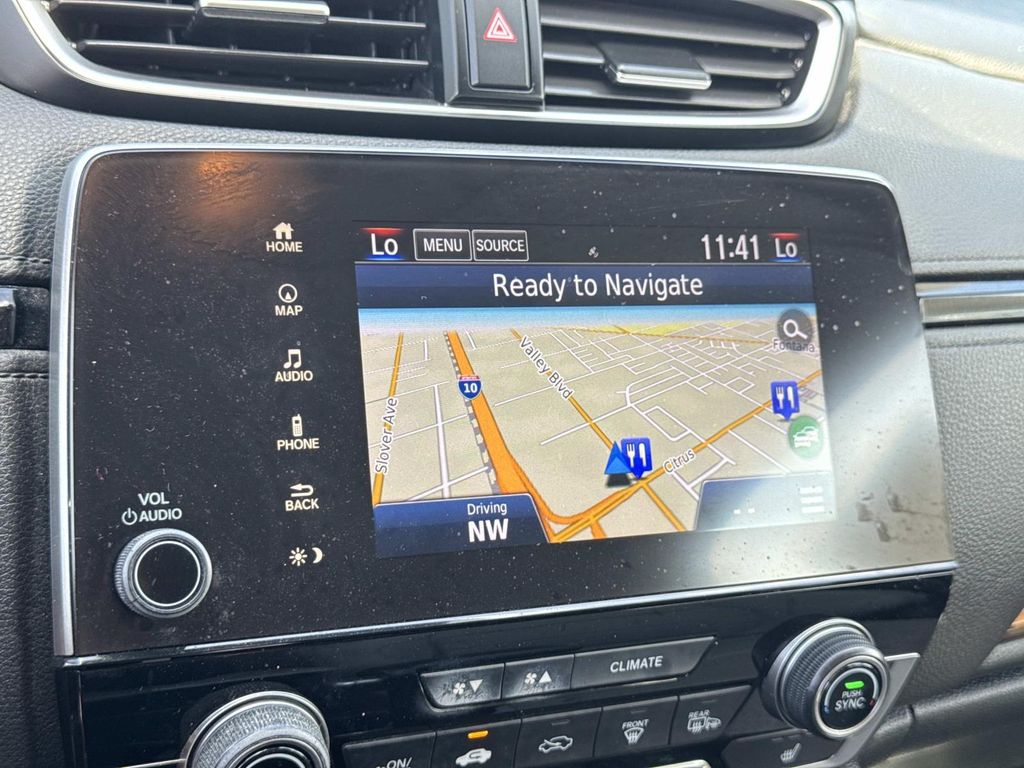 HOME
MAP
AUDIO
PHONE
BACK
VOL
AUDIO
Lo MENU SOURCE 11:41 Lo
Ready to Navigate
Fontana
10
Valley Blvd
Slover Ave
Citrus
Driving
NW
CLIMATE
PUSH
SYNC
ON/
FRONT
REAR